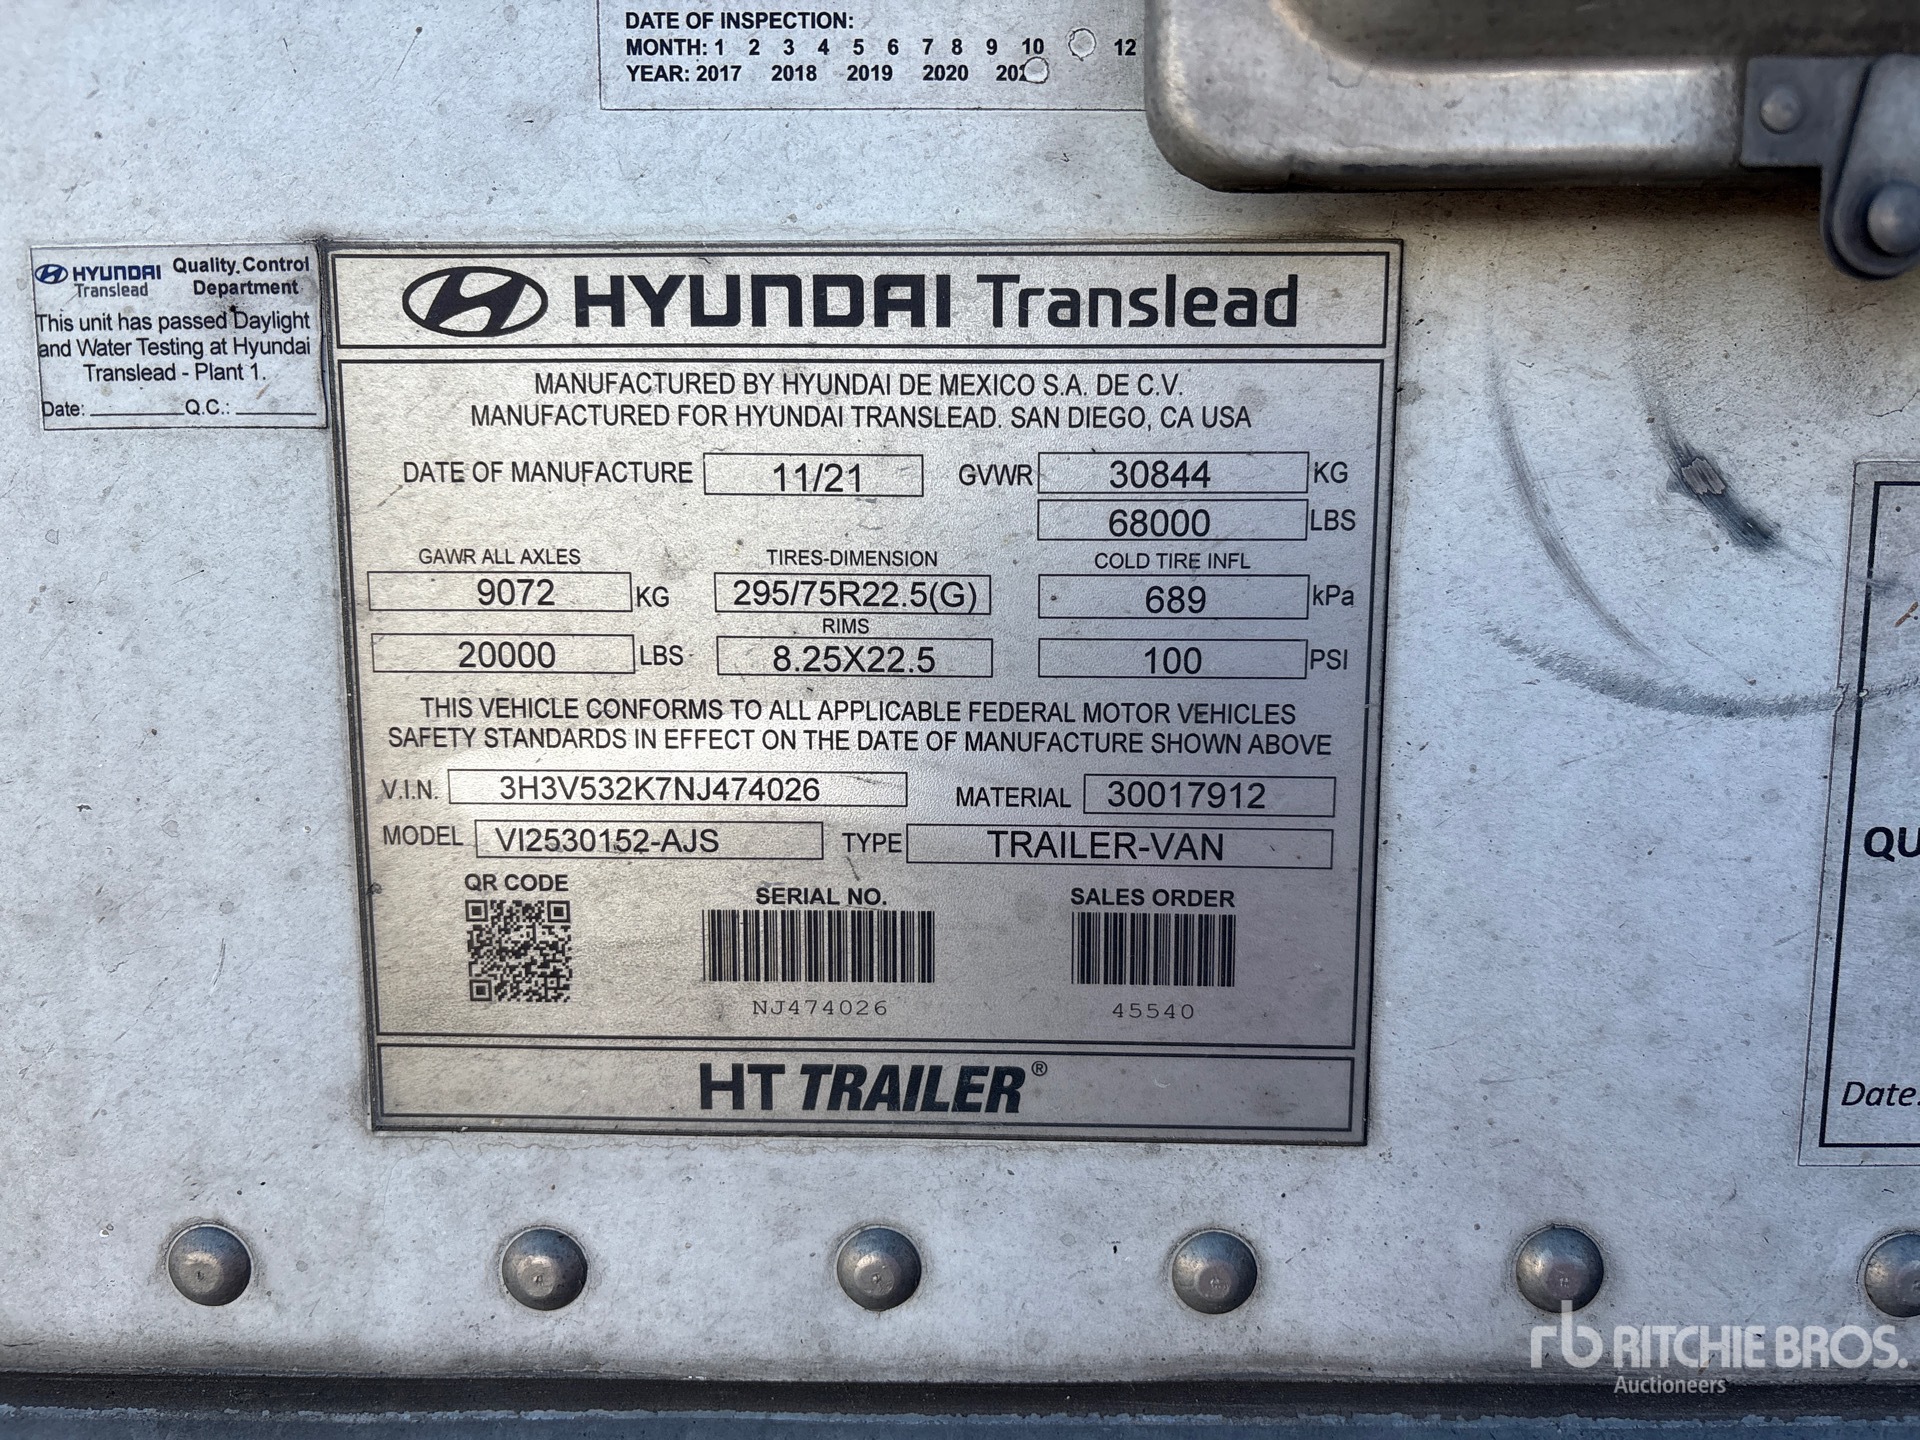 DATE OF INSPECTION:
MONTH: 1 2 3 4 5 6 7 8 9 10 12
YEAR: 2017 2018 2019 2020
HYUNDAI Translead
Quality Control Department
This unit has passed Daylight
and Water Testing at Hyundai
Translead - Plant 1.
Date: ________ Q.C.: ________
HYUNDAI Translead
MANUFACTURED BY HYUNDAI DE MEXICO S.A. DE C.V.
MANUFACTURED FOR HYUNDAI TRANSLEAD. SAN DIEGO, CA USA
DATE OF MANUFACTURE 11/21 GVWR 30844 KG
68000 LBS
GAWR ALL AXLES TIRES-DIMENSION COLD TIRE INFL
9072 KG 295/75R22.5(G) 689 kPa
RIMS
20000 LBS 8.25X22.5 100 PSI
THIS VEHICLE CONFORMS TO ALL APPLICABLE FEDERAL MOTOR VEHICLES
SAFETY STANDARDS IN EFFECT ON THE DATE OF MANUFACTURE SHOWN ABOVE
V.I.N. 3H3V532K7NJ474026 MATERIAL 30017912
MODEL VI2530152-AJS TYPE TRAILER-VAN
QR CODE SERIAL NO. SALES ORDER
NJ474026 45540
HT TRAILER®
QU
Date:
rb RITCHIE BROS.
Auctioneers